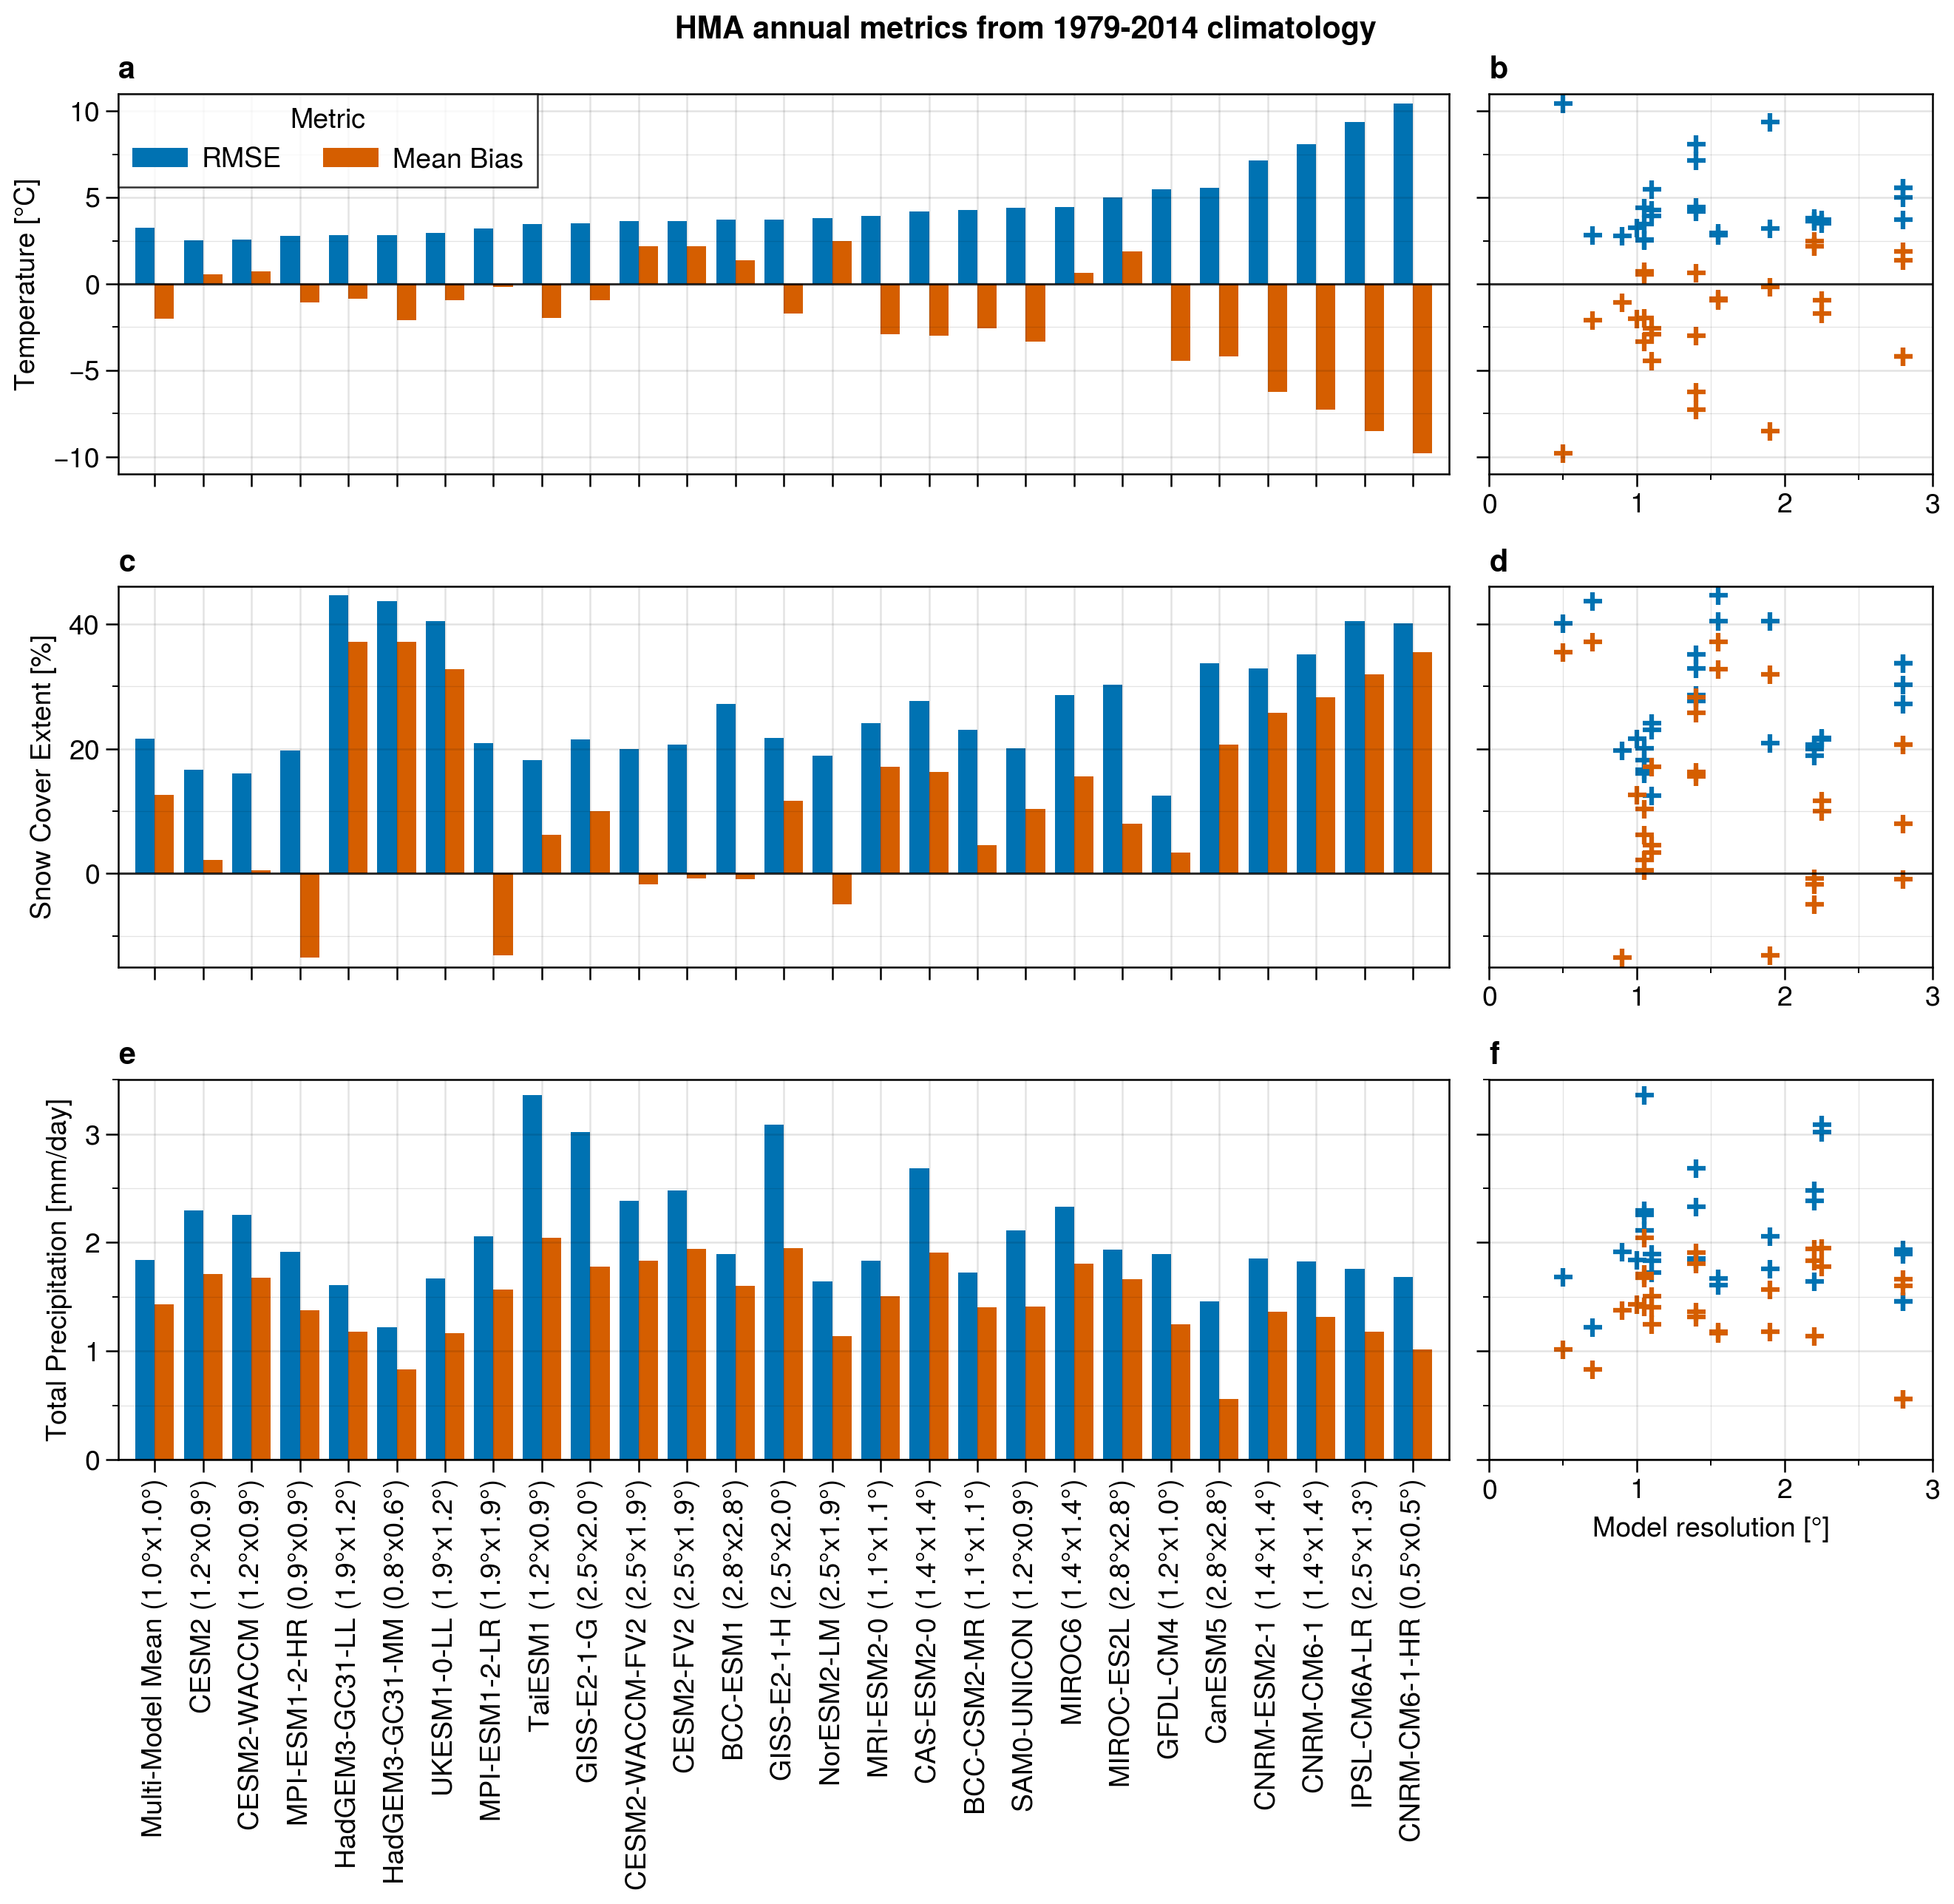 HMA annual metrics from 1979-2014 climatology
a
Metric
RMSE
Mean Bias
Temperature [°C]
10
5
0
−5
−10
b
0 1 2 3
c
Snow Cover Extent [%]
40
20
0
d
0 1 2 3
e
Total Precipitation [mm/day]
3
2
1
0
Multi-Model Mean (1.0°x1.0°)
CESM2 (1.2°x0.9°)
CESM2-WACCM (1.2°x0.9°)
MPI-ESM1-2-HR (0.9°x0.9°)
HadGEM3-GC31-LL (1.9°x1.2°)
HadGEM3-GC31-MM (0.8°x0.6°)
UKESM1-0-LL (1.9°x1.2°)
MPI-ESM1-2-LR (1.9°x1.9°)
TaiESM1 (1.2°x0.9°)
GISS-E2-1-G (2.5°x2.0°)
CESM2-WACCM-FV2 (2.5°x1.9°)
CESM2-FV2 (2.5°x1.9°)
BCC-ESM1 (2.8°x2.8°)
GISS-E2-1-H (2.5°x2.0°)
NorESM2-LM (2.5°x1.9°)
MRI-ESM2-0 (1.1°x1.1°)
CAS-ESM2-0 (1.4°x1.4°)
BCC-CSM2-MR (1.1°x1.1°)
SAM0-UNICON (1.2°x0.9°)
MIROC6 (1.4°x1.4°)
MIROC-ES2L (2.8°x2.8°)
GFDL-CM4 (1.2°x1.0°)
CanESM5 (2.8°x2.8°)
CNRM-ESM2-1 (1.4°x1.4°)
CNRM-CM6-1 (1.4°x1.4°)
IPSL-CM6A-LR (2.5°x1.3°)
CNRM-CM6-1-HR (0.5°x0.5°)
f
0 1 2 3
Model resolution [°]